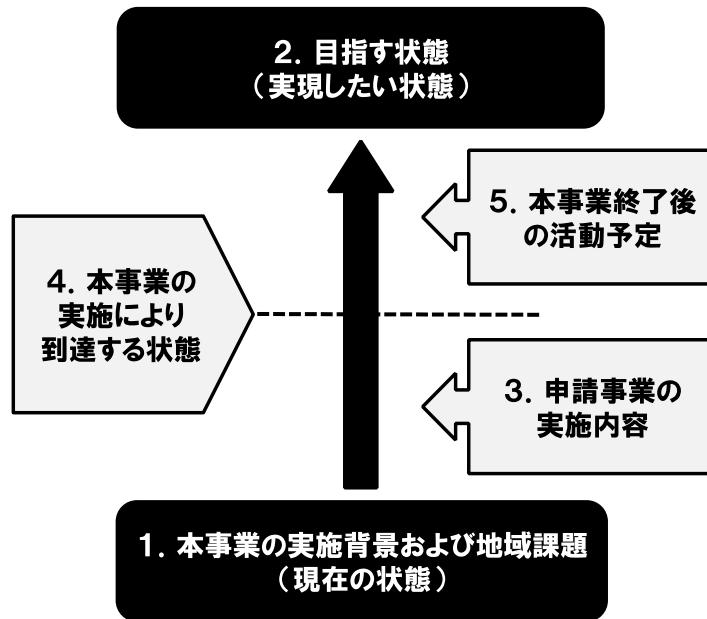 2. 目指す状態
（実現したい状態）
5. 本事業終了後
の活動予定
4. 本事業の
実施により
到達する状態
3. 申請事業の
実施内容
1. 本事業の実施背景および地域課題
（現在の状態）